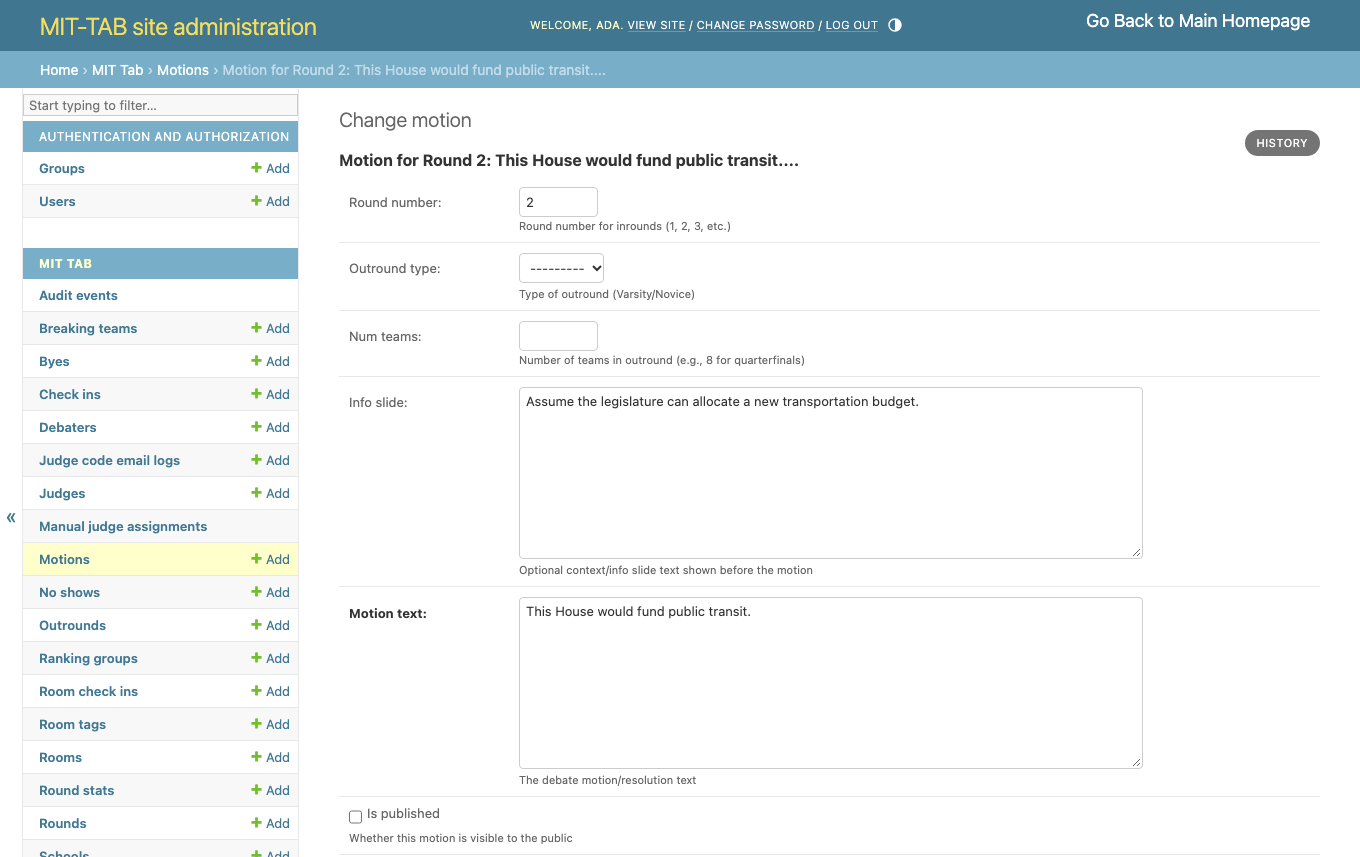 MIT-TAB site administration
WELCOME, ADA. VIEW SITE / CHANGE PASSWORD / LOG OUT
Go Back to Main Homepage
Home › MIT Tab › Motions › Motion for Round 2: This House would fund public transit....
Start typing to filter...
AUTHENTICATION AND AUTHORIZATION
Groups + Add
Users + Add
MIT TAB
Audit events
Breaking teams + Add
Byes + Add
Check ins + Add
Debaters + Add
Judge code email logs + Add
Judges + Add
Manual judge assignments
Motions + Add
No shows + Add
Outrounds + Add
Ranking groups + Add
Room check ins + Add
Room tags + Add
Rooms + Add
Round stats + Add
Rounds + Add
Schools + Add
«
Change motion
HISTORY
Motion for Round 2: This House would fund public transit....
Round number: 2
Round number for inrounds (1, 2, 3, etc.)
Outround type: ---------
Type of outround (Varsity/Novice)
Num teams:
Number of teams in outround (e.g., 8 for quarterfinals)
Info slide: Assume the legislature can allocate a new transportation budget.
Optional context/info slide text shown before the motion
Motion text: This House would fund public transit.
The debate motion/resolution text
Is published
Whether this motion is visible to the public